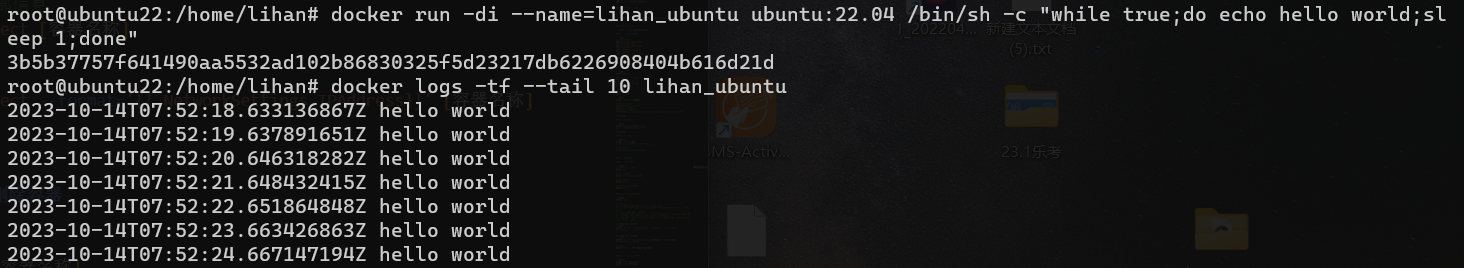 root@ubuntu22:/home/lihan# docker run -di --name=lihan_ubuntu ubuntu:22.04 /bin/sh -c "while true;do echo hello world;sl
eep 1;done"
3b5b37757f641490aa5532ad102b86830325f5d23217db6226908404b616d21d
root@ubuntu22:/home/lihan# docker logs -tf --tail 10 lihan_ubuntu
2023-10-14T07:52:18.633136867Z hello world
2023-10-14T07:52:19.637891651Z hello world
2023-10-14T07:52:20.646318282Z hello world
2023-10-14T07:52:21.648432415Z hello world
2023-10-14T07:52:22.651864848Z hello world
2023-10-14T07:52:23.663426863Z hello world
2023-10-14T07:52:24.667147194Z hello world
新建文本文档
(5).txt
23.1乐考